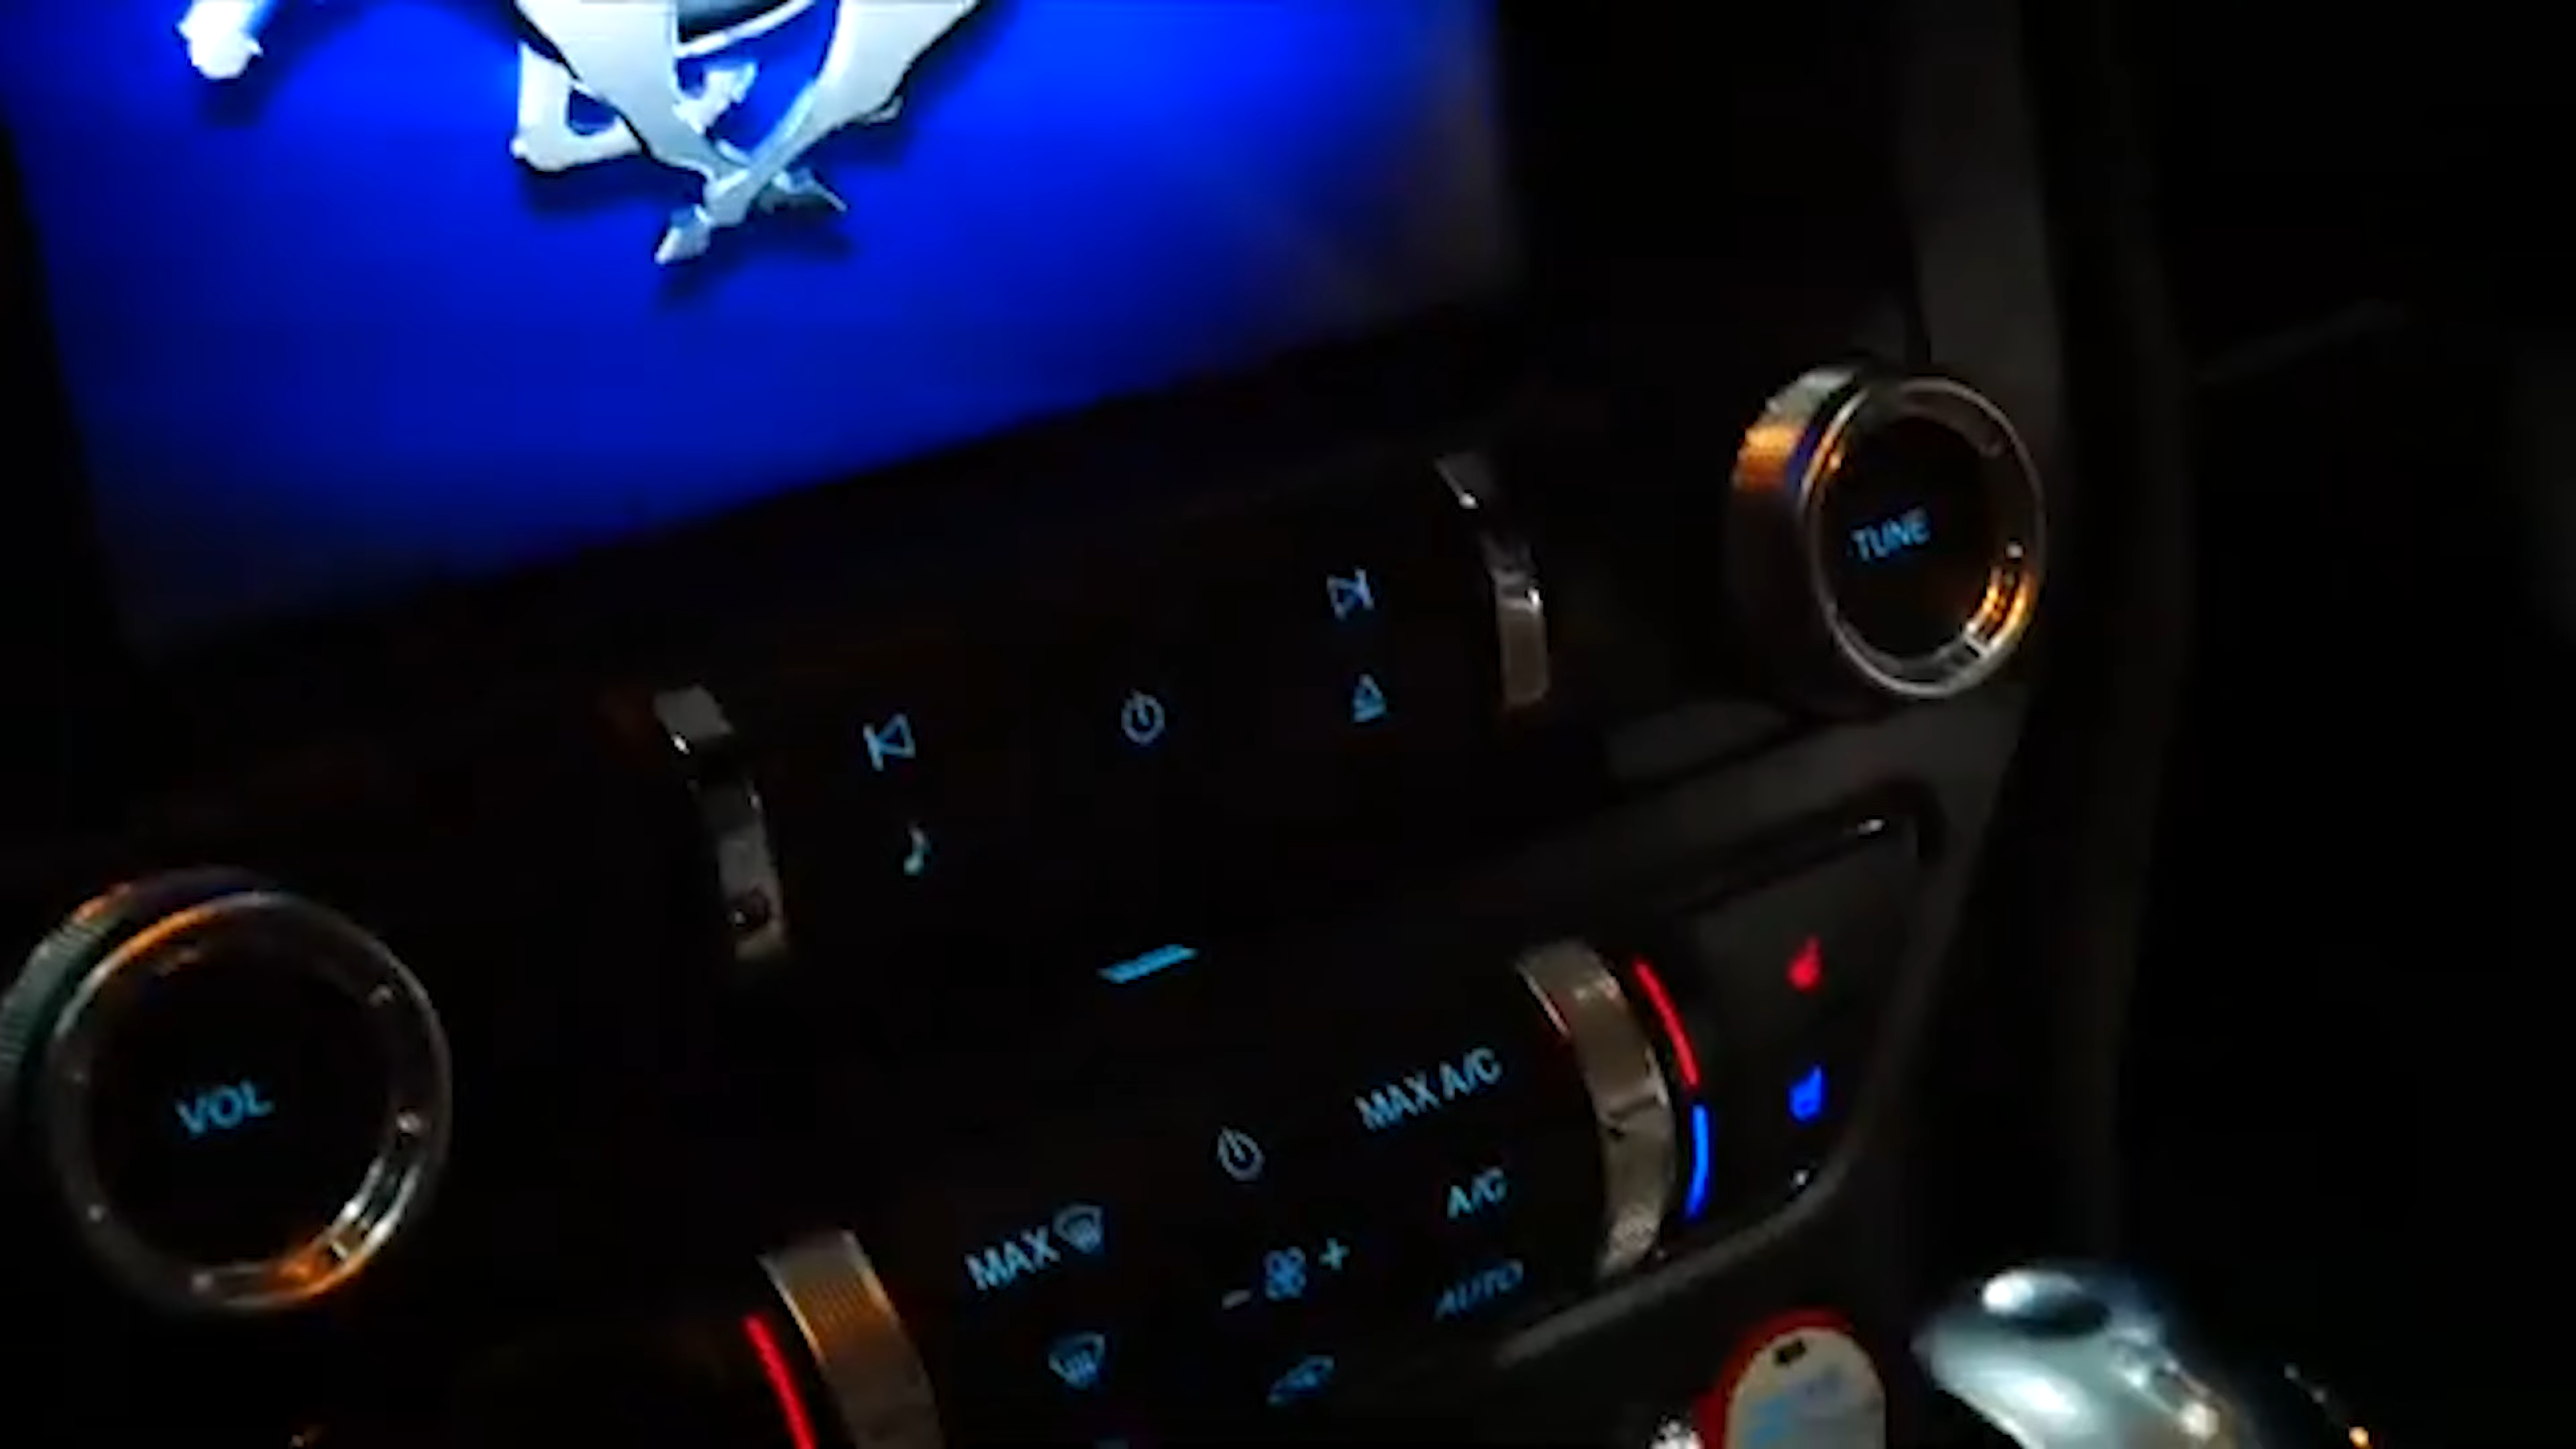 TUNE
VOL
MAX A/C
A/C
MAX
- +
AUTO